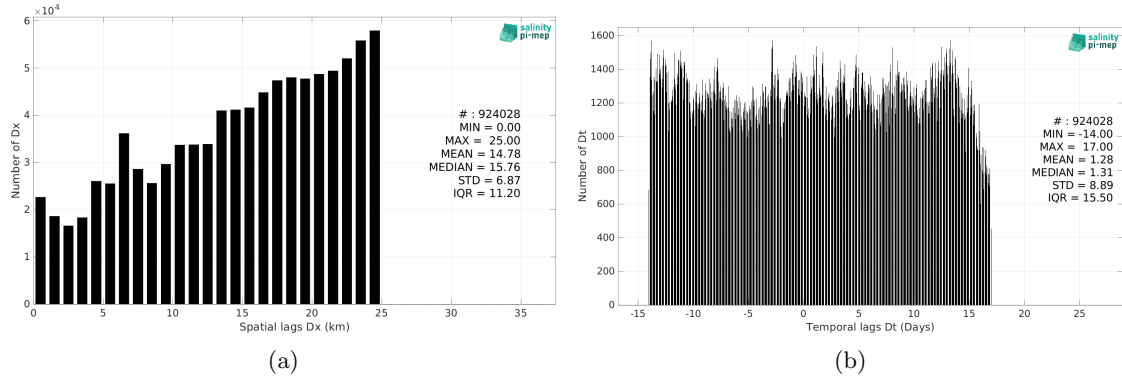 6
×10⁴
salinity
pi-mep
5
4
3
2
1
0
Number of Dx
# : 924028
MIN = 0.00
MAX = 25.00
MEAN = 14.78
MEDIAN = 15.76
STD = 6.87
IQR = 11.20
0 5 10 15 20 25 30 35
Spatial lags Dx (km)
(a)
1600
1400
1200
1000
800
600
400
200
0
Number of Dt
salinity
pi-mep
# : 924028
MIN = -14.00
MAX = 17.00
MEAN = 1.28
MEDIAN = 1.31
STD = 8.89
IQR = 15.50
-15 -10 -5 0 5 10 15 20 25
Temporal lags Dt (Days)
(b)